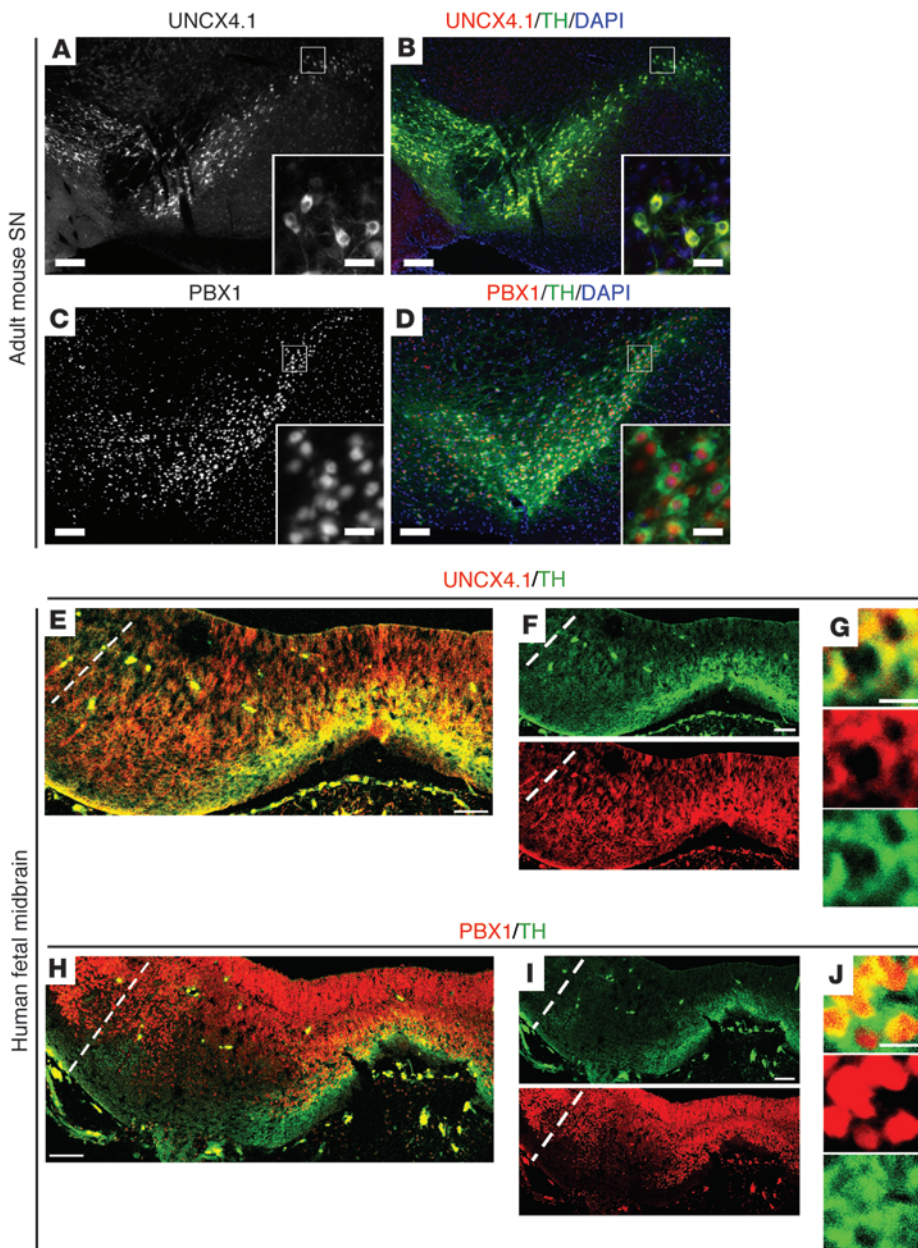 UNCX4.1
UNCX4.1/TH/DAPI
A
B
Adult mouse SN
PBX1
PBX1/TH/DAPI
C
D
UNCX4.1/TH
E
F
G
Human fetal midbrain
PBX1/TH
H
I
J